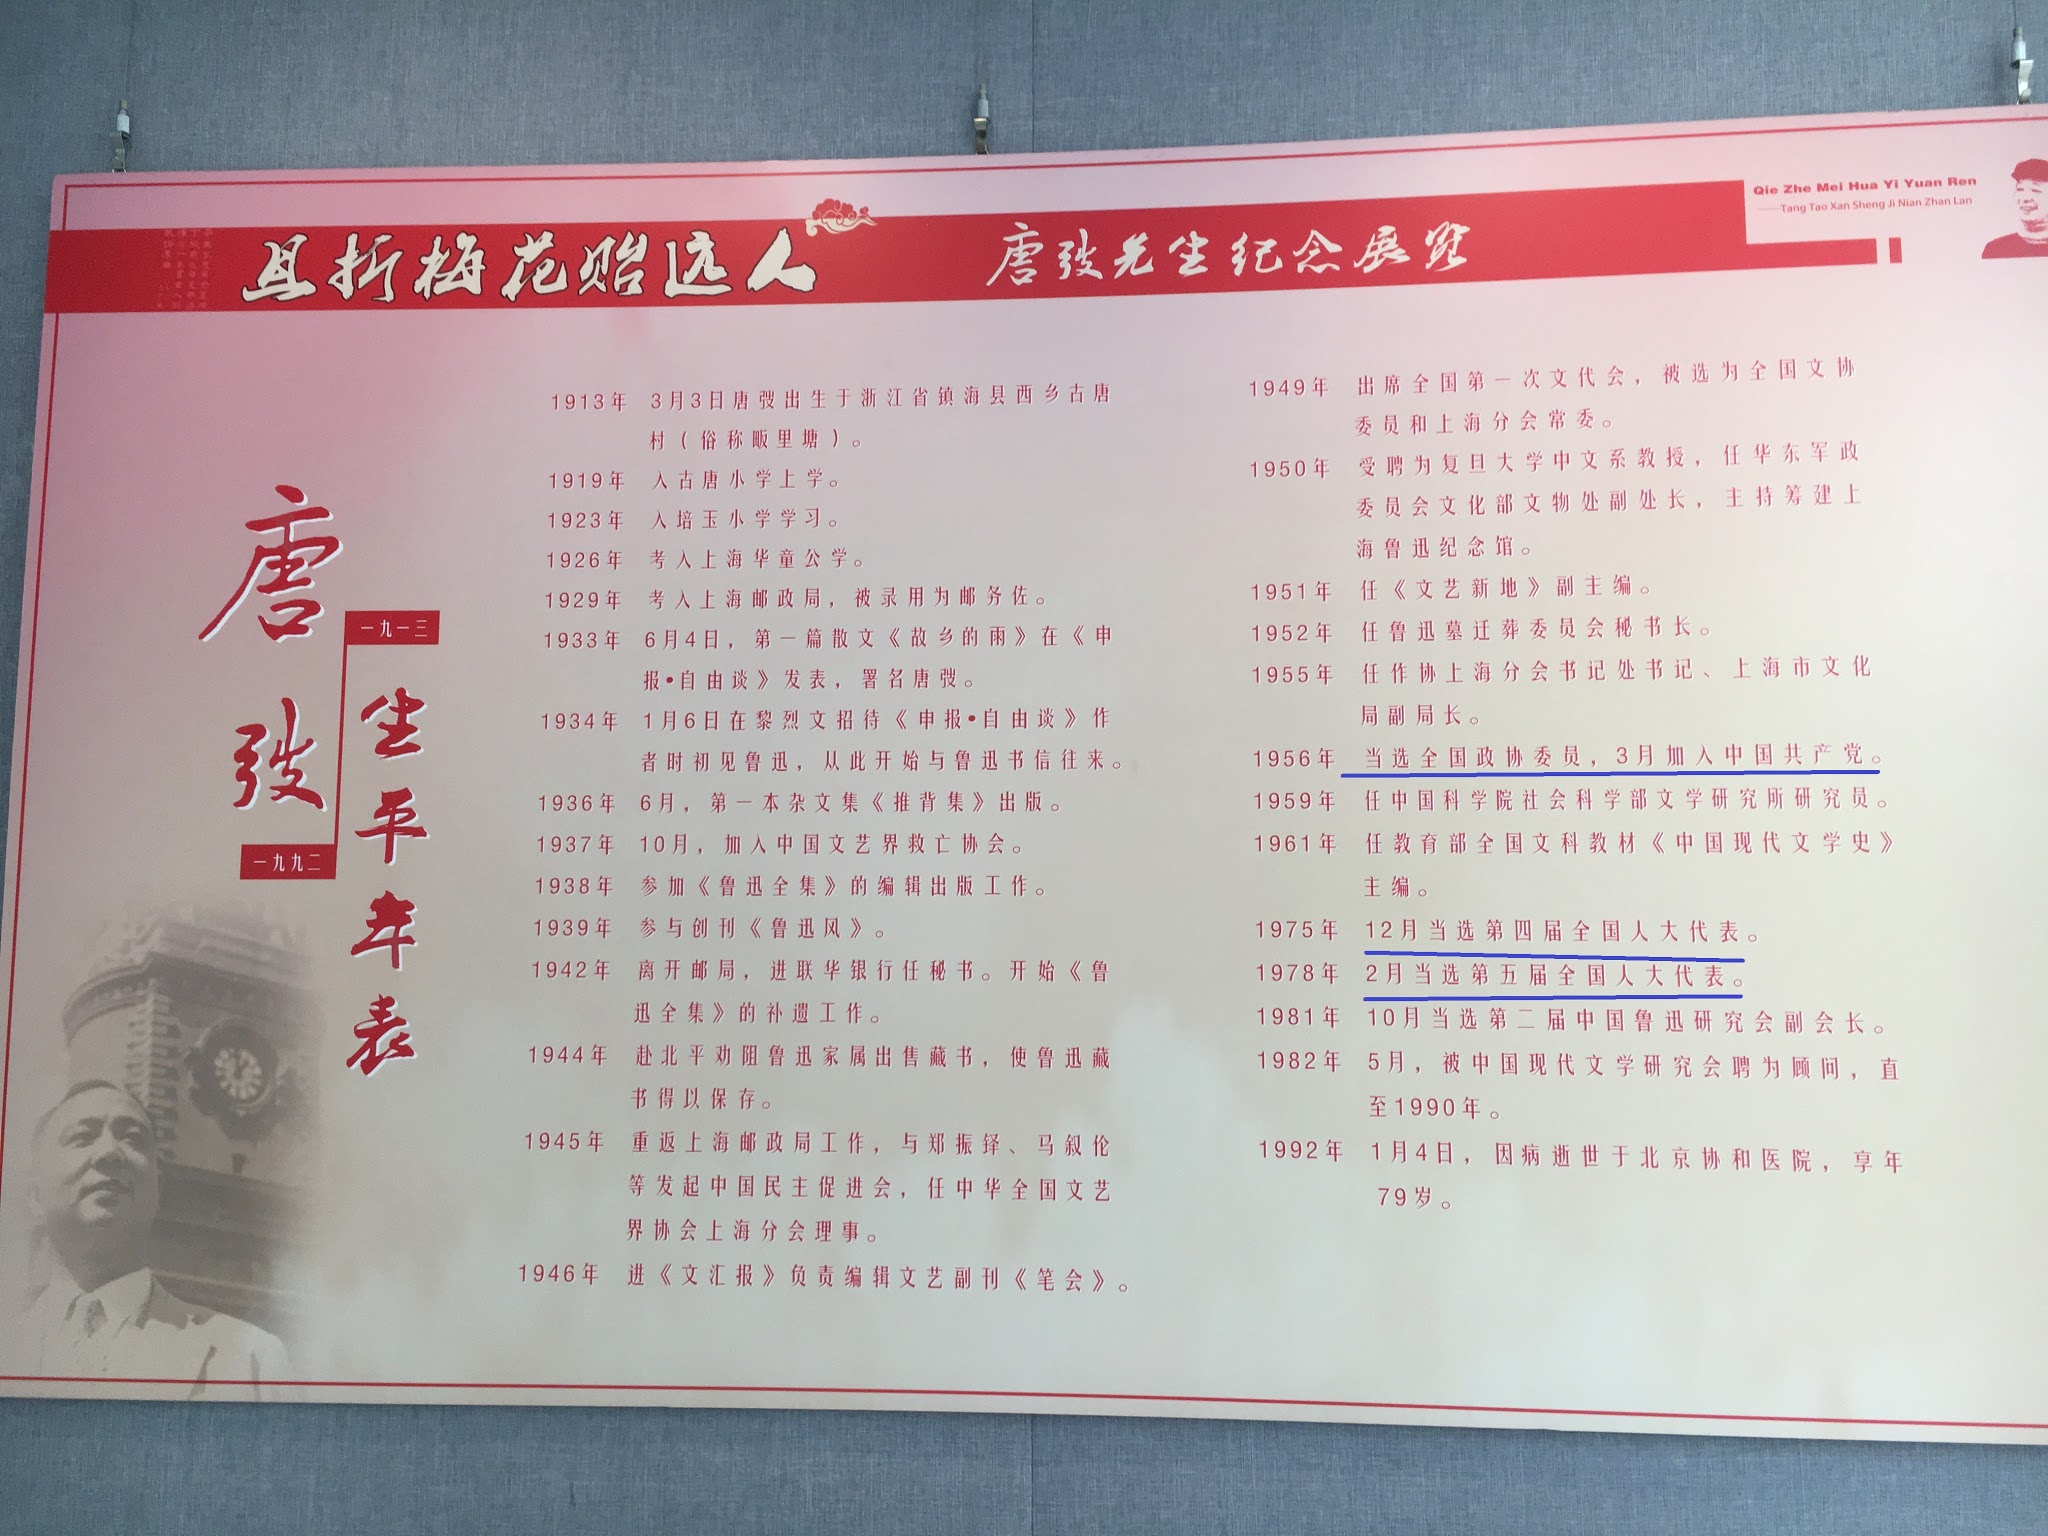 且折梅花贻远人
唐弢先生纪念展览
Qie Zhe Mei Hua Yi Yuan Ren
——Tang Tao Xan Sheng Ji Nian Zhan Lan
唐弢
一九一三
一九九二
生平年表
1913年 3月3日唐弢出生于浙江省镇海县西乡古唐
村（俗称畈里塘）。
1919年 入古唐小学上学。
1923年 入培玉小学学习。
1926年 考入上海华童公学。
1929年 考入上海邮政局，被录用为邮务佐。
1933年 6月4日，第一篇散文《故乡的雨》在《申
报•自由谈》发表，署名唐弢。
1934年 1月6日在黎烈文招待《申报•自由谈》作
者时初见鲁迅，从此开始与鲁迅书信往来。
1936年 6月，第一本杂文集《推背集》出版。
1937年 10月，加入中国文艺界救亡协会。
1938年 参加《鲁迅全集》的编辑出版工作。
1939年 参与创刊《鲁迅风》。
1942年 离开邮局，进联华银行任秘书。开始《鲁
迅全集》的补遗工作。
1944年 赴北平劝阻鲁迅家属出售藏书，使鲁迅藏
书得以保存。
1945年 重返上海邮政局工作，与郑振铎、马叙伦
等发起中国民主促进会，任中华全国文艺
界协会上海分会理事。
1946年 进《文汇报》负责编辑文艺副刊《笔会》。
1949年 出席全国第一次文代会，被选为全国文协
委员和上海分会常委。
1950年 受聘为复旦大学中文系教授，任华东军政
委员会文化部文物处副处长，主持筹建上
海鲁迅纪念馆。
1951年 任《文艺新地》副主编。
1952年 任鲁迅墓迁葬委员会秘书长。
1955年 任作协上海分会书记处书记、上海市文化
局副局长。
1956年 当选全国政协委员，3月加入中国共产党。
1959年 任中国科学院社会科学部文学研究所研究员。
1961年 任教育部全国文科教材《中国现代文学史》
主编。
1975年 12月当选第四届全国人大代表。
1978年 2月当选第五届全国人大代表。
1981年 10月当选第二届中国鲁迅研究会副会长。
1982年 5月，被中国现代文学研究会聘为顾问，直
至1990年。
1992年 1月4日，因病逝世于北京协和医院，享年
79岁。